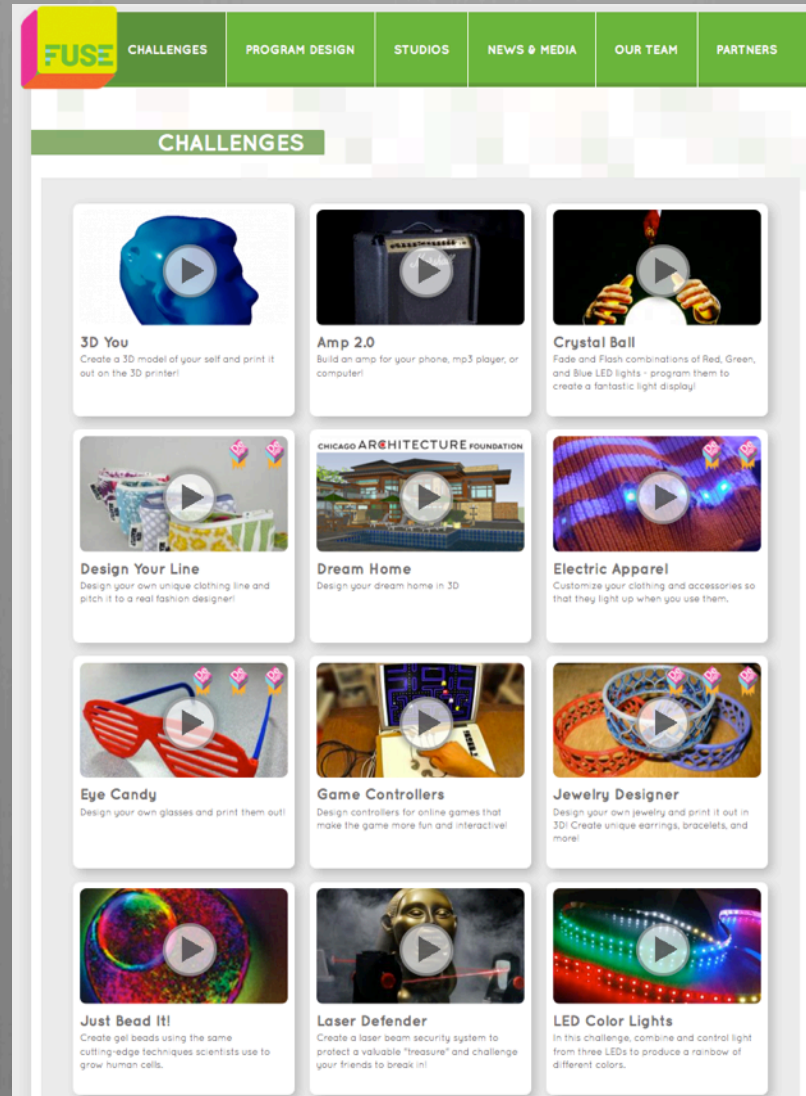 FUSE
CHALLENGES
PROGRAM DESIGN
STUDIOS
NEWS & MEDIA
OUR TEAM
PARTNERS
CHALLENGES
3D You
Create a 3D model of your self and print it
out on the 3D printer!
Amp 2.0
Build an amp for your phone, mp3 player, or
computer!
Crystal Ball
Fade and Flash combinations of Red, Green,
and Blue LED lights - program them to
create a fantastic light display!
Design Your Line
Design your own unique clothing line and
pitch it to a real fashion designer!
CHICAGO ARCHITECTURE FOUNDATION
Dream Home
Design your dream home in 3D
Electric Apparel
Customize your clothing and accessories so
that they light up when you use them.
Eye Candy
Design your own glasses and print them out!
Game Controllers
Design controllers for online games that
make the game more fun and interactive!
Jewelry Designer
Design your own jewelry and print it out in
3D! Create unique earrings, bracelets, and
more!
Just Bead It!
Create gel beads using the same
cutting-edge techniques scientists use to
grow human cells.
Laser Defender
Create a laser beam security system to
protect a valuable "treasure" and challenge
your friends to break in!
LED Color Lights
In this challenge, combine and control light
from three LEDs to produce a rainbow of
different colors.